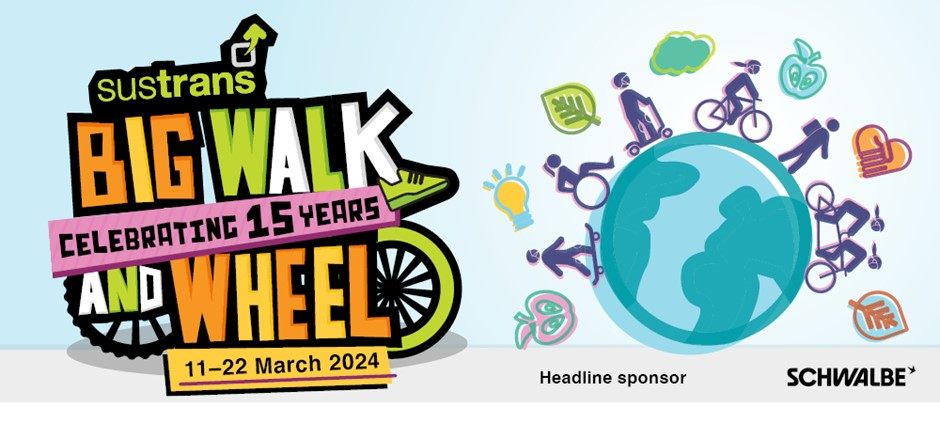 sustrans
BIG WALK
CELEBRATING 15 YEARS
AND WHEEL
11–22 March 2024
Headline sponsor
SCHWALBE